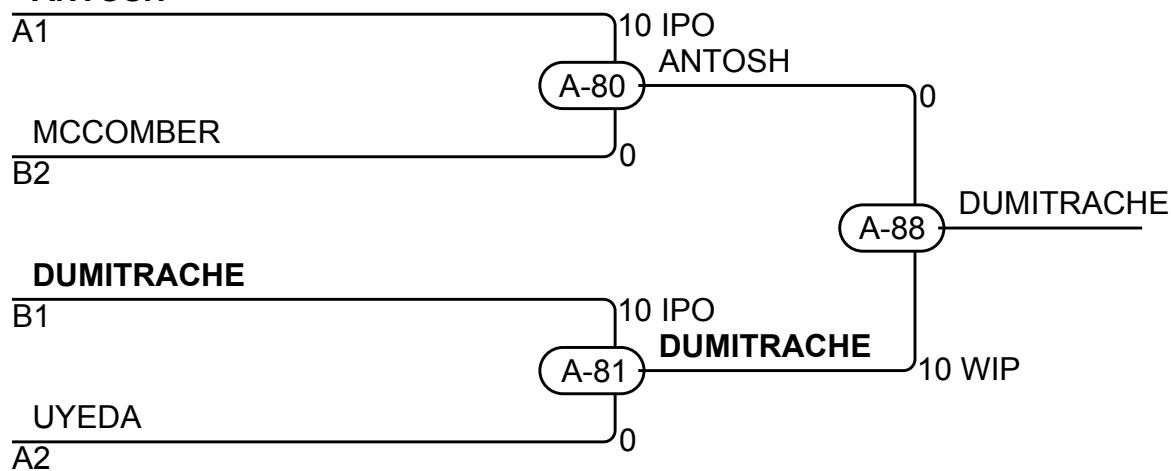 A1
10 IPO
ANTOSH
A-80
0
MCCOMBER
0
B2
A-88
DUMITRACHE
DUMITRACHE
B1
10 IPO
DUMITRACHE
A-81
10 WIP
UYEDA
0
A2